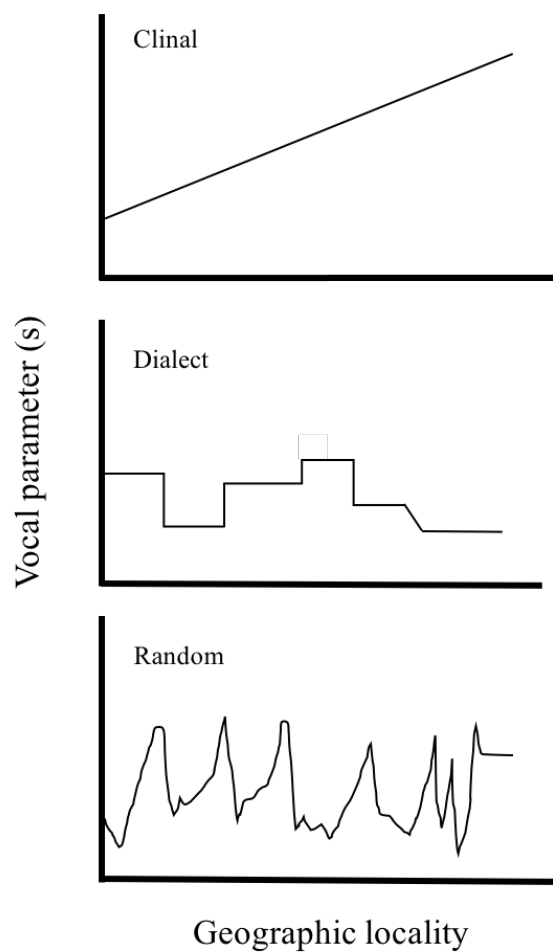 Clinal
Dialect
Random
Vocal parameter (s)
Geographic locality